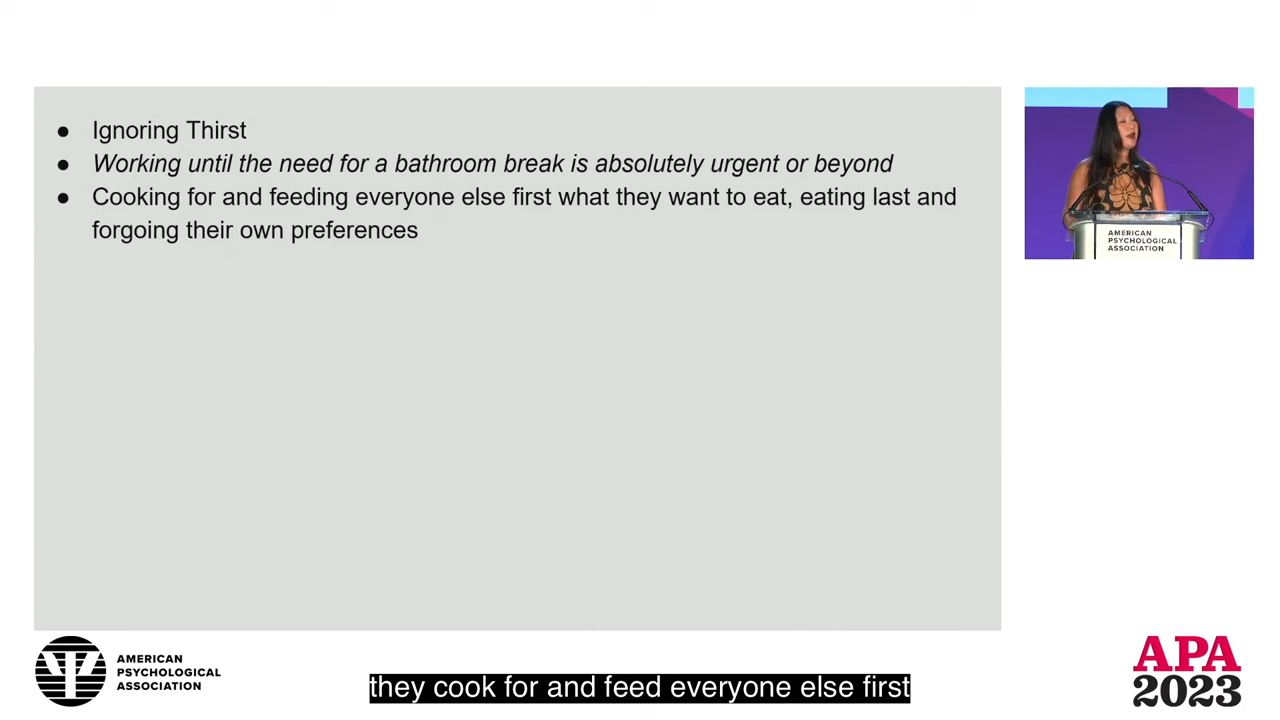 ● Ignoring Thirst
● Working until the need for a bathroom break is absolutely urgent or beyond
● Cooking for and feeding everyone else first what they want to eat, eating last and
forgoing their own preferences
AMERICAN
PSYCHOLOGICAL
ASSOCIATION
AMERICAN
PSYCHOLOGICAL
ASSOCIATION
they cook for and feed everyone else first
APA
2023